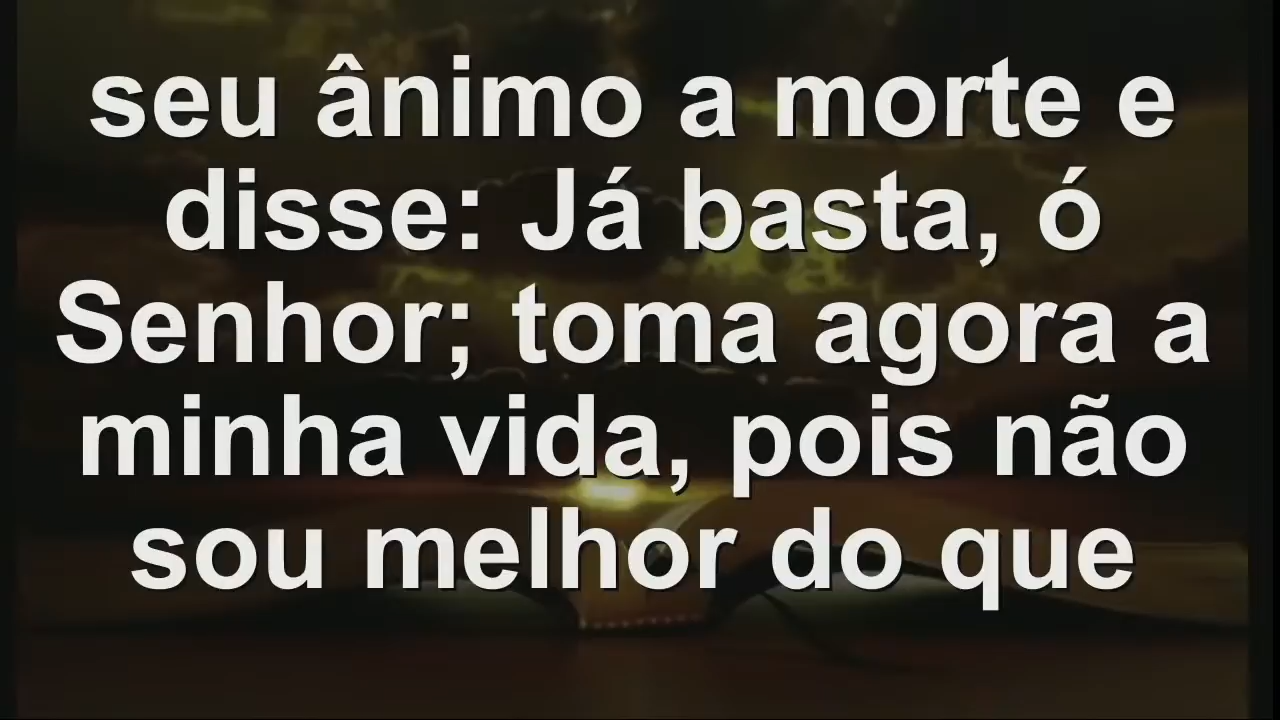 seu ânimo a morte e
disse: Já basta, ó
Senhor; toma agora a
minha vida, pois não
sou melhor do que